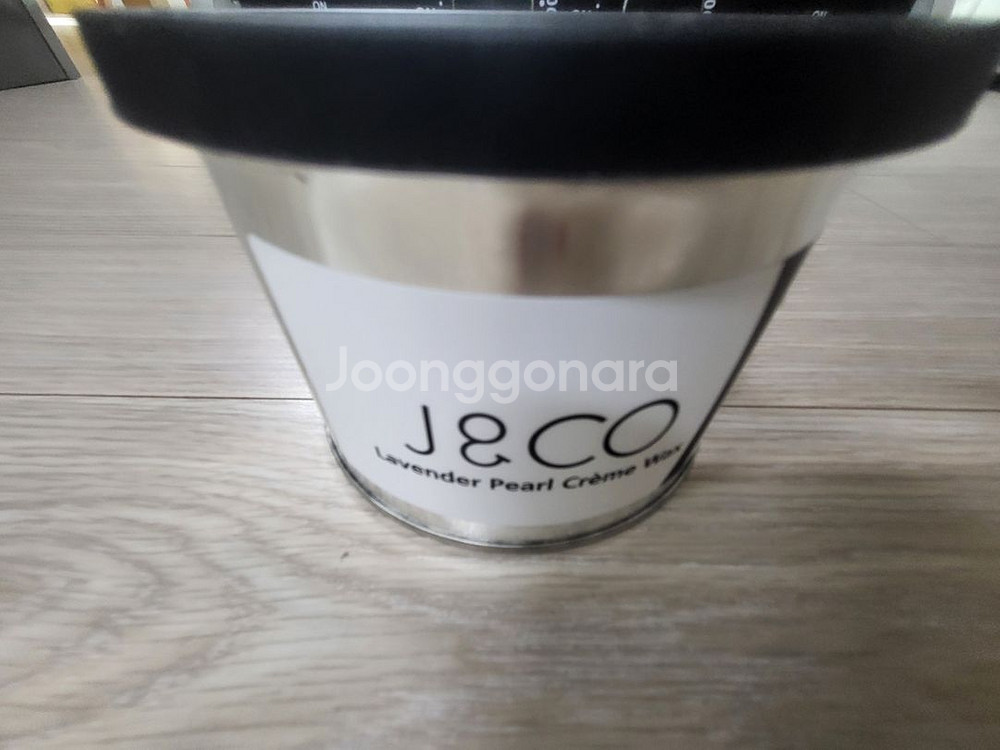 Joonggonara
J&CO
Lavender Pearl Crème Wax